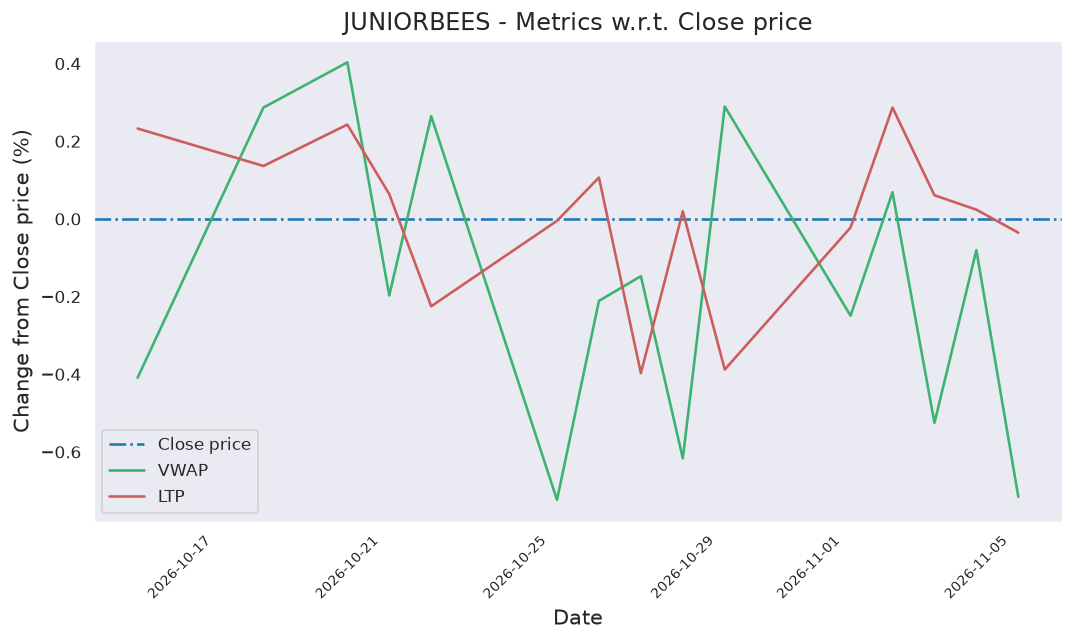 JUNIORBEES - Metrics w.r.t. Close price
Change from Close price (%)
0.4
0.2
0.0
−0.2
−0.4
−0.6
Close price
VWAP
LTP
2026-10-17
2026-10-21
2026-10-25
2026-10-29
2026-11-01
2026-11-05
Date